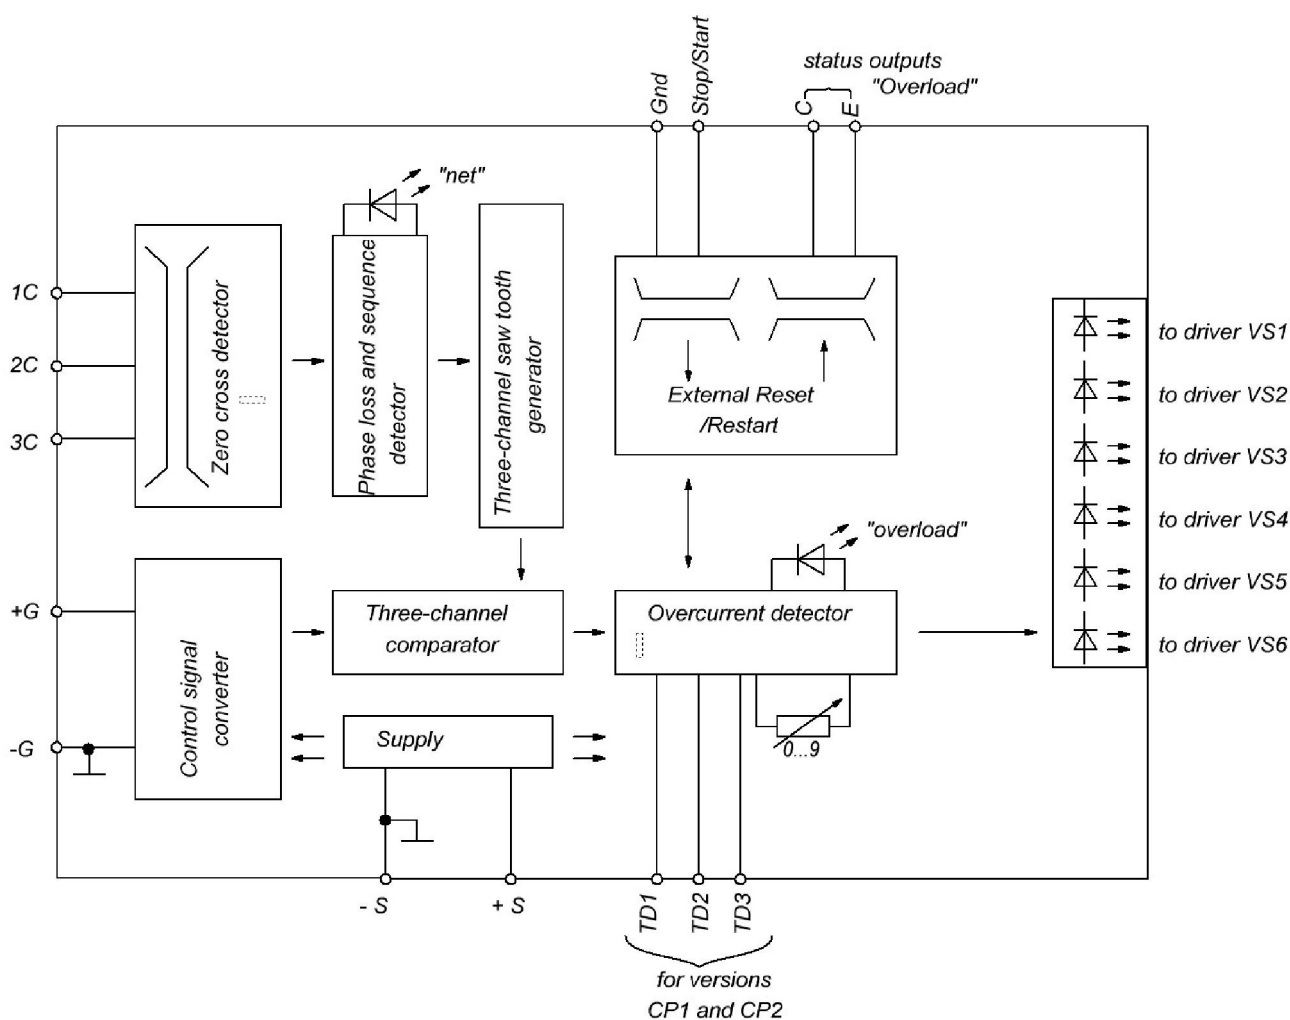 status outputs
"Overload"
Gnd
Stop/Start
C
E
"net"
1C
2C
3C
Zero cross detector
Phase loss and sequence
detector
Three-channel saw tooth
generator
External Reset
/Restart
to driver VS1
to driver VS2
to driver VS3
to driver VS4
to driver VS5
to driver VS6
"overload"
+G
-G
Control signal
converter
Three-channel
comparator
Overcurrent detector
Supply
0...9
- S
+ S
TD1
TD2
TD3
for versions
CP1 and CP2